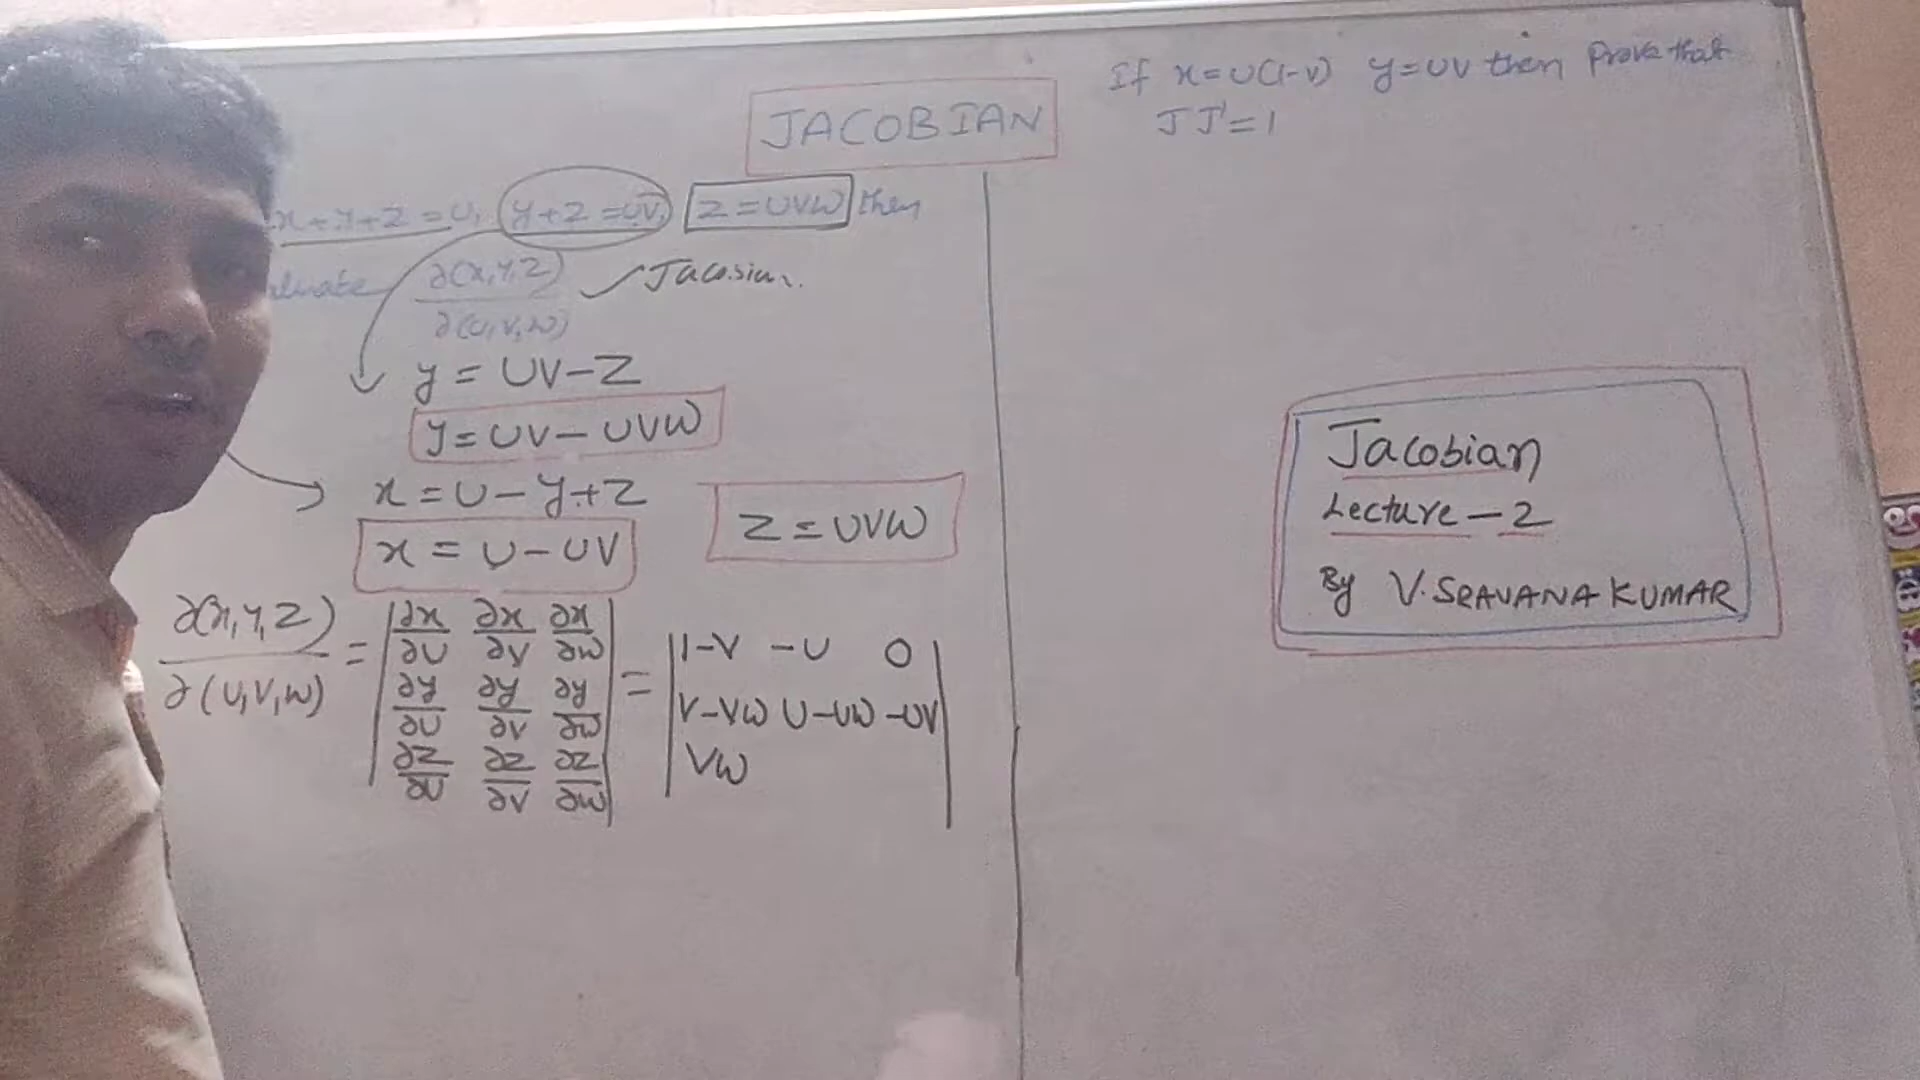 JACOBIAN
x+y+z=u, y+z=uv, z=uvw then
∂(x,y,z) / ∂(u,v,w) Jacobian.
y = uv-z
y=uv-uvw
x = u-y+z
x = u-uv
z = uvw
∂(x,y,z)/∂(u,v,w) = |∂x/∂u ∂x/∂v ∂x/∂w| = |1-v -u 0|
|∂y/∂u ∂y/∂v ∂y/∂w| |v-vw u-uw -uv|
|∂z/∂u ∂z/∂v ∂z/∂w| |vw
If x=u(1-v) y=uv then Prove that
JJ'=1
Jacobian
Lecture-2
By V.SRAVANA KUMAR